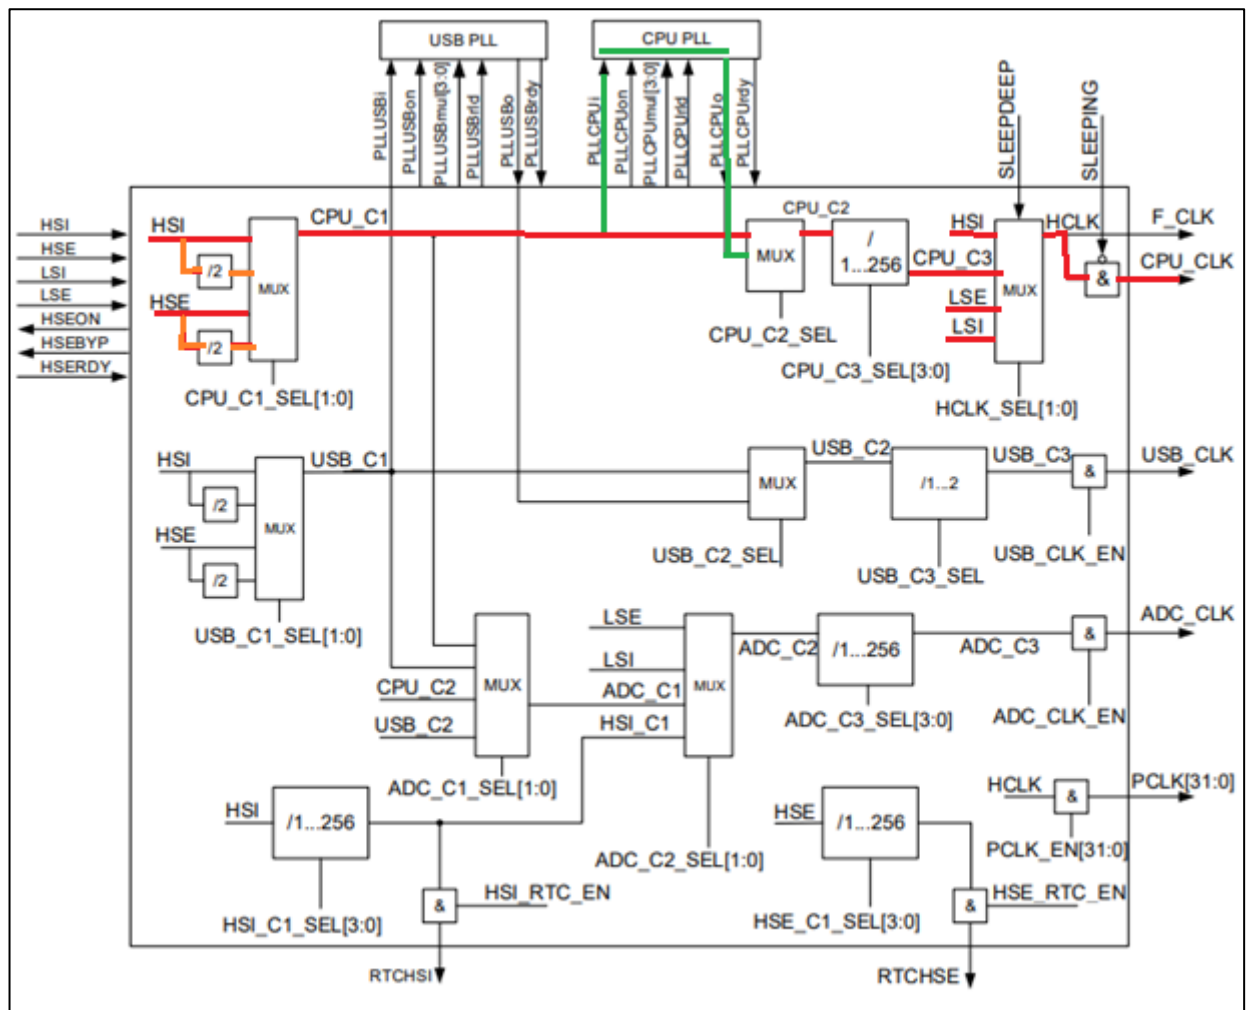 USB PLL
CPU PLL
PLLUSBi
PLLUSBon
PLLUSBmul[3:0]
PLLUSBrld
PLLUSBo
PLLUSBrdy
PLLCPUi
PLLCPUon
PLLCPUmul[3:0]
PLLCPUrld
PLLCPUo
PLLCPUrdy
SLEEPDEEP
SLEEPING
HSI
HSE
LSI
LSE
HSEON
HSEBYP
HSERDY
HSI
/2
HSE
/2
MUX
CPU_C1
CPU_C1_SEL[1:0]
MUX
CPU_C2
CPU_C2_SEL
/
1...256
CPU_C3
CPU_C3_SEL[3:0]
HSI
LSE
LSI
MUX
HCLK
HCLK_SEL[1:0]
&
F_CLK
CPU_CLK
HSI
/2
HSE
/2
MUX
USB_C1
USB_C1_SEL[1:0]
MUX
USB_C2
USB_C2_SEL
/1...2
USB_C3
USB_C3_SEL
&
USB_CLK
USB_CLK_EN
CPU_C2
USB_C2
MUX
ADC_C1_SEL[1:0]
LSE
LSI
ADC_C1
HSI_C1
MUX
ADC_C2_SEL[1:0]
ADC_C2
/1...256
ADC_C3_SEL[3:0]
ADC_C3
&
ADC_CLK
ADC_CLK_EN
HSI
/1...256
HSI_C1_SEL[3:0]
&
HSI_RTC_EN
RTCHSI
HSE
/1...256
HSE_C1_SEL[3:0]
&
HSE_RTC_EN
RTCHSE
HCLK
&
PCLK[31:0]
PCLK_EN[31:0]